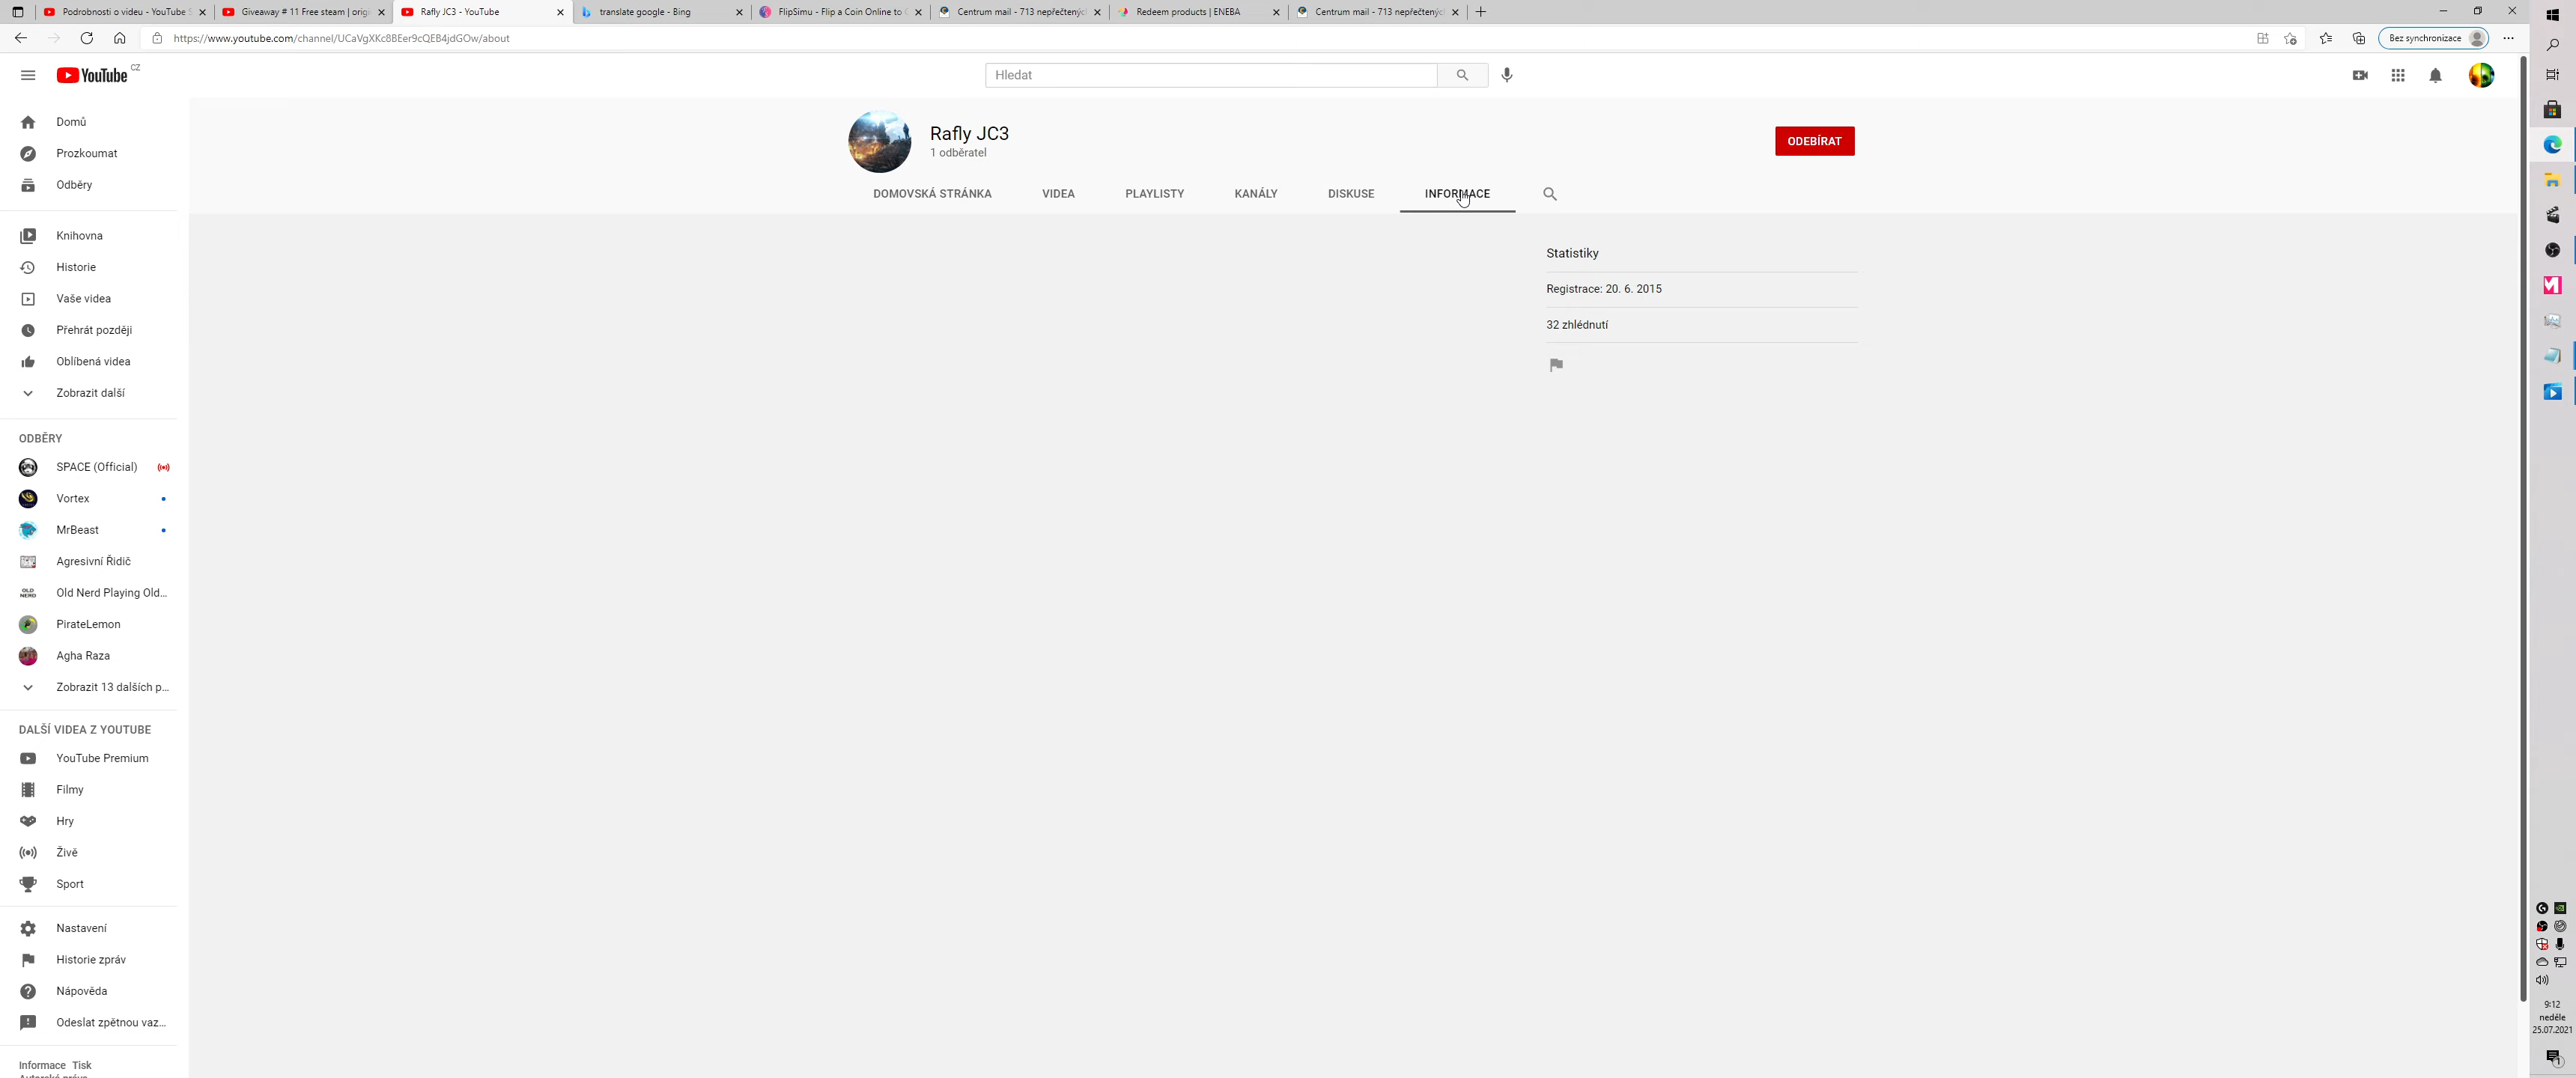 Podrobnosti o videu - YouTube S
Giveaway # 11 Free steam | orig
Rafly JC3 - YouTube
translate google - Bing
FlipSimu - Flip a Coin Online to
Centrum mail - 713 nepřečtených
Redeem products | ENEBA
Centrum mail - 713 nepřečtených
https://www.youtube.com/channel/UCaVgXKc8BEer9cQEB4jdGOw/about
Bez synchronizace
YouTube CZ
Hledat
Domů
Prozkoumat
Odběry
Knihovna
Historie
Vaše videa
Přehrát později
Oblíbená videa
Zobrazit další
ODBĚRY
SPACE (Official)
Vortex
MrBeast
Agresivní Řidič
OLD NERD
Old Nerd Playing Old...
PirateLemon
Agha Raza
Zobrazit 13 dalších p...
DALŠÍ VIDEA Z YOUTUBE
YouTube Premium
Filmy
Hry
Živě
Sport
Nastavení
Historie zpráv
Nápověda
Odeslat zpětnou vaz...
Informace Tisk
Rafly JC3
1 odběratel
ODEBÍRAT
DOMOVSKÁ STRÁNKA
VIDEA
PLAYLISTY
KANÁLY
DISKUSE
INFORMACE
Statistiky
Registrace: 20. 6. 2015
32 zhlédnutí
9:12
neděle
25.07.2021
1